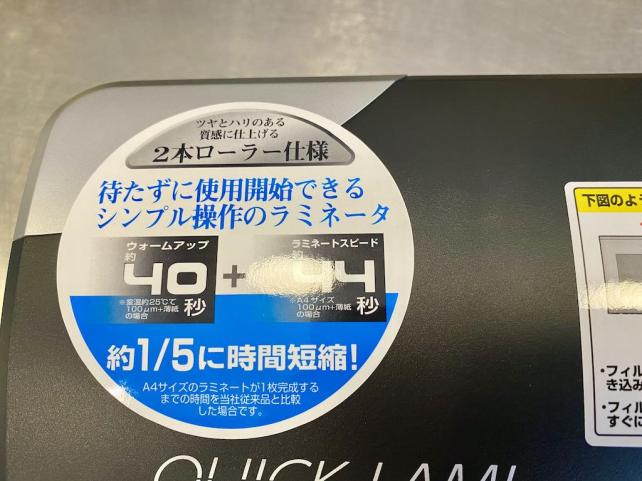 ツヤとハリのある
質感に仕上げる
2本ローラー仕様
待たずに使用開始できる
シンプル操作のラミネータ
ウォームアップ
約
40秒
※室温約25℃で
100μm+薄紙
の場合
+
ラミネートスピード
約
44秒
※A4サイズ
100μm+薄紙
の場合
約1/5に時間短縮!
A4サイズのラミネートが1枚完成する
までの時間を当社従来品と比較
した場合です。
QUICK LAMI
下図のよ
・フィル
き込み
・フィル
すぐに